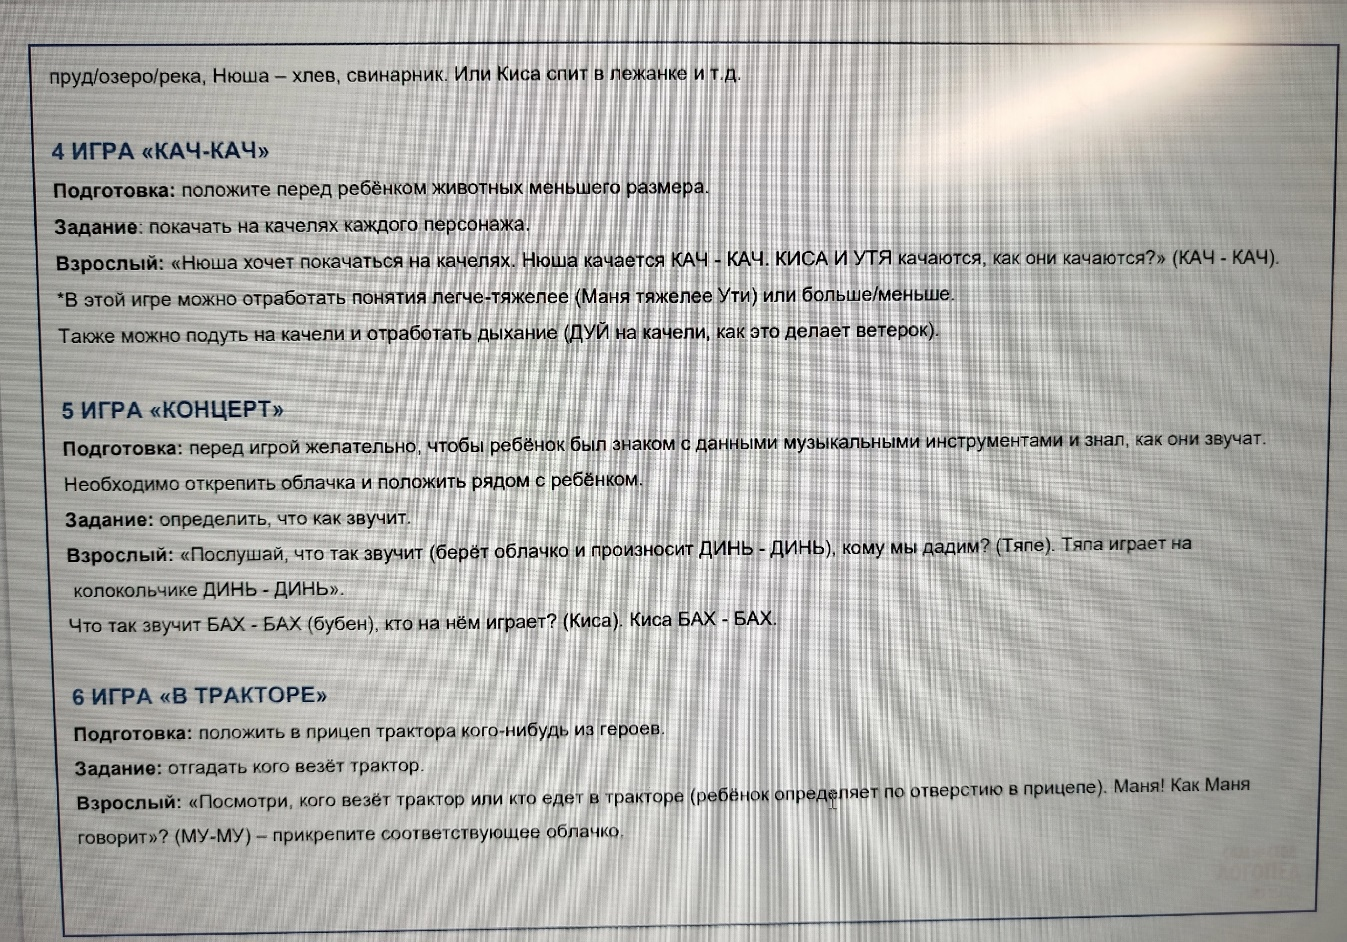 пруд/озеро/река, Нюша – хлев, свинарник. Или Киса спит в лежанке и т.д.
4 ИГРА «КАЧ-КАЧ»
Подготовка: положите перед ребёнком животных меньшего размера.
Задание: покачать на качелях каждого персонажа.
Взрослый: «Нюша хочет покачаться на качелях. Нюша качается КАЧ - КАЧ. КИСА И УТЯ качаются, как они качаются?» (КАЧ - КАЧ).
*В этой игре можно отработать понятия легче-тяжелее (Маня тяжелее Ути) или больше/меньше.
Также можно подуть на качели и отработать дыхание (ДУЙ на качели, как это делает ветерок).
5 ИГРА «КОНЦЕРТ»
Подготовка: перед игрой желательно, чтобы ребёнок был знаком с данными музыкальными инструментами и знал, как они звучат.
Необходимо открепить облачка и положить рядом с ребёнком.
Задание: определить, что как звучит.
Взрослый: «Послушай, что так звучит (берёт облачко и произносит ДИНЬ - ДИНЬ), кому мы дадим? (Тяпе). Тяпа играет на
колокольчике ДИНЬ - ДИНЬ».
Что так звучит БАХ - БАХ (бубен), кто на нём играет? (Киса). Киса БАХ - БАХ.
6 ИГРА «В ТРАКТОРЕ»
Подготовка: положить в прицеп трактора кого-нибудь из героев.
Задание: отгадать кого везёт трактор.
Взрослый: «Посмотри, кого везёт трактор или кто едет в тракторе (ребёнок определяет по отверстию в прицепе). Маня! Как Маня
говорит»? (МУ-МУ) – прикрепите соответствующее облачко.